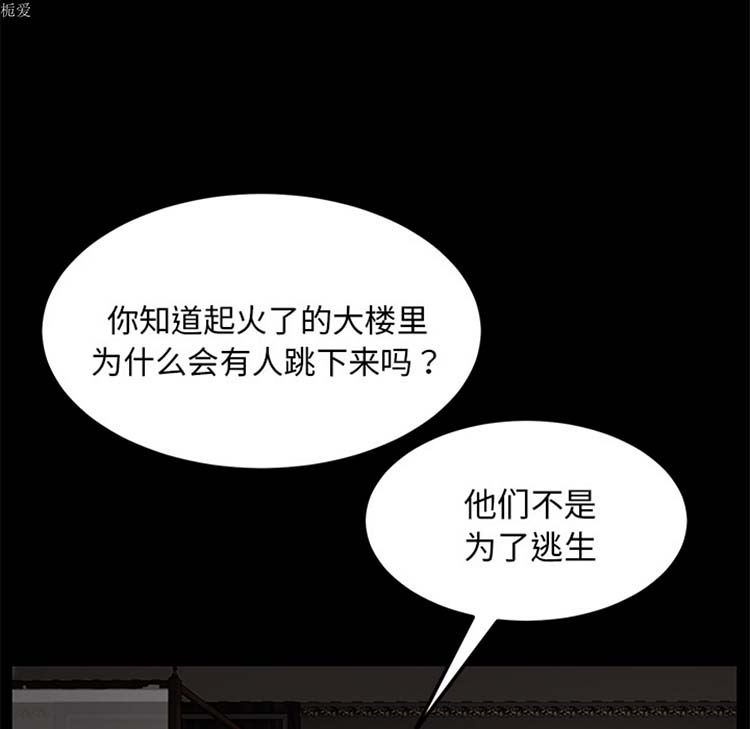 栀爱
你知道起火了的大楼里
为什么会有人跳下来吗？
他们不是
为了逃生